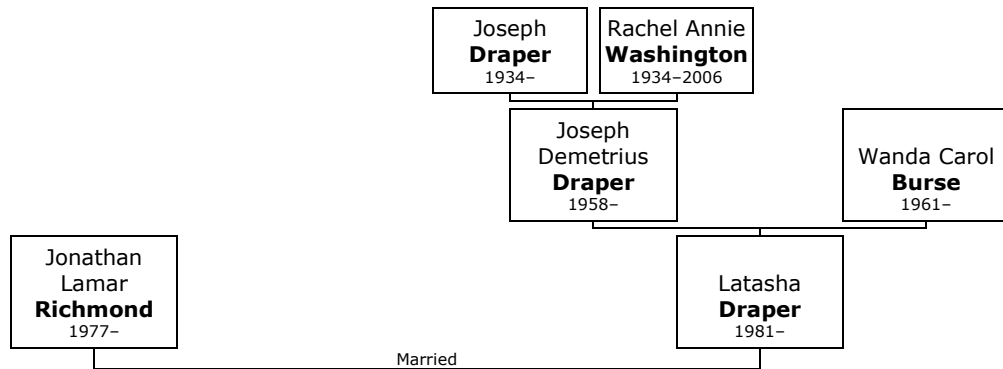 Joseph
Draper
1934–
Rachel Annie
Washington
1934–2006
Joseph
Demetrius
Draper
1958–
Wanda Carol
Burse
1961–
Jonathan
Lamar
Richmond
1977–
Latasha
Draper
1981–
Married